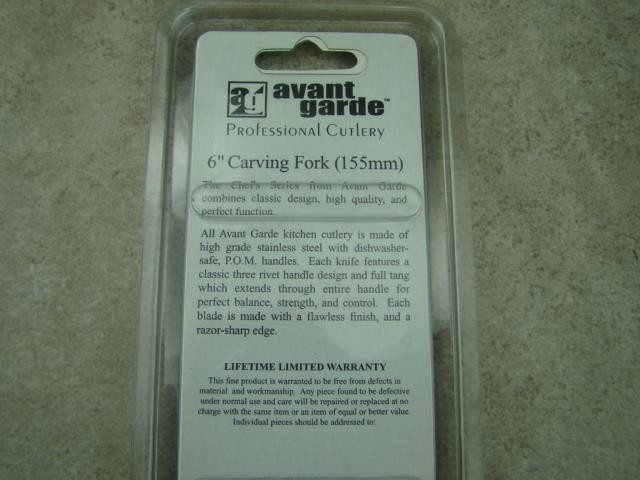 ag avant
garde™
PROFESSIONAL CUTLERY
6" Carving Fork (155mm)
The Chef's Series from Avant Garde
combines classic design, high quality, and
perfect function.
All Avant Garde kitchen cutlery is made of
high grade stainless steel with dishwasher-
safe, P.O.M. handles. Each knife features a
classic three rivet handle design and full tang
which extends through entire handle for
perfect balance, strength, and control. Each
blade is made with a flawless finish, and a
razor-sharp edge.
LIFETIME LIMITED WARRANTY
This fine product is warranted to be free from defects in
material and workmanship. Any piece found to be defective
under normal use and care will be repaired or replaced at no
charge with the same item or an item of equal or better value.
Individual pieces should be addressed to: